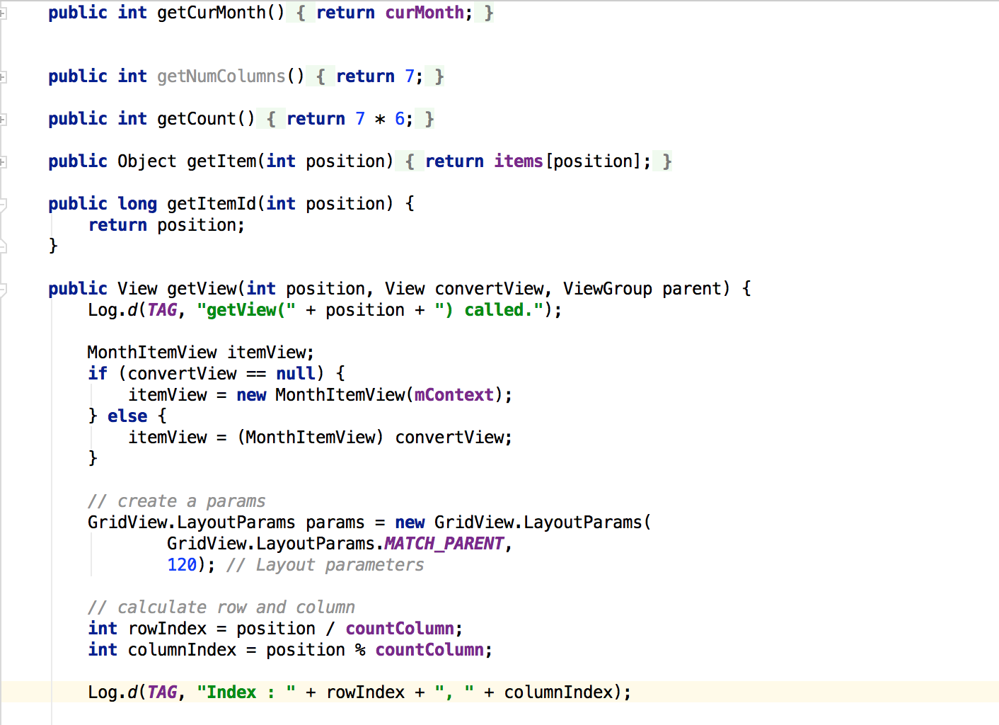 public int getCurMonth() { return curMonth; }
public int getNumColumns() { return 7; }
public int getCount() { return 7 * 6; }
public Object getItem(int position) { return items[position]; }
public long getItemId(int position) {
return position;
}
public View getView(int position, View convertView, ViewGroup parent) {
Log.d(TAG, "getView(" + position + ") called.");
MonthItemView itemView;
if (convertView == null) {
itemView = new MonthItemView(mContext);
} else {
itemView = (MonthItemView) convertView;
}
// create a params
GridView.LayoutParams params = new GridView.LayoutParams(
GridView.LayoutParams.MATCH_PARENT,
120); // Layout parameters
// calculate row and column
int rowIndex = position / countColumn;
int columnIndex = position % countColumn;
Log.d(TAG, "Index : " + rowIndex + ", " + columnIndex);